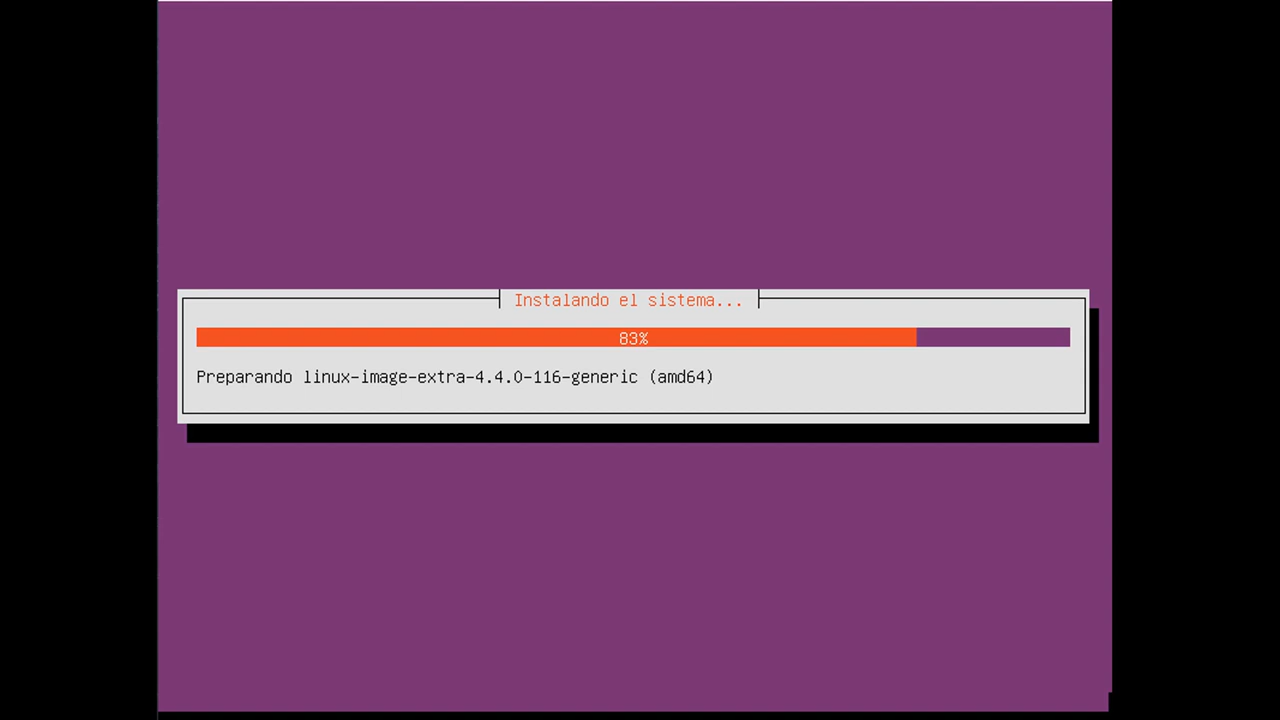 Instalando el sistema...
83%
Preparando linux-image-extra-4.4.0-116-generic (amd64)